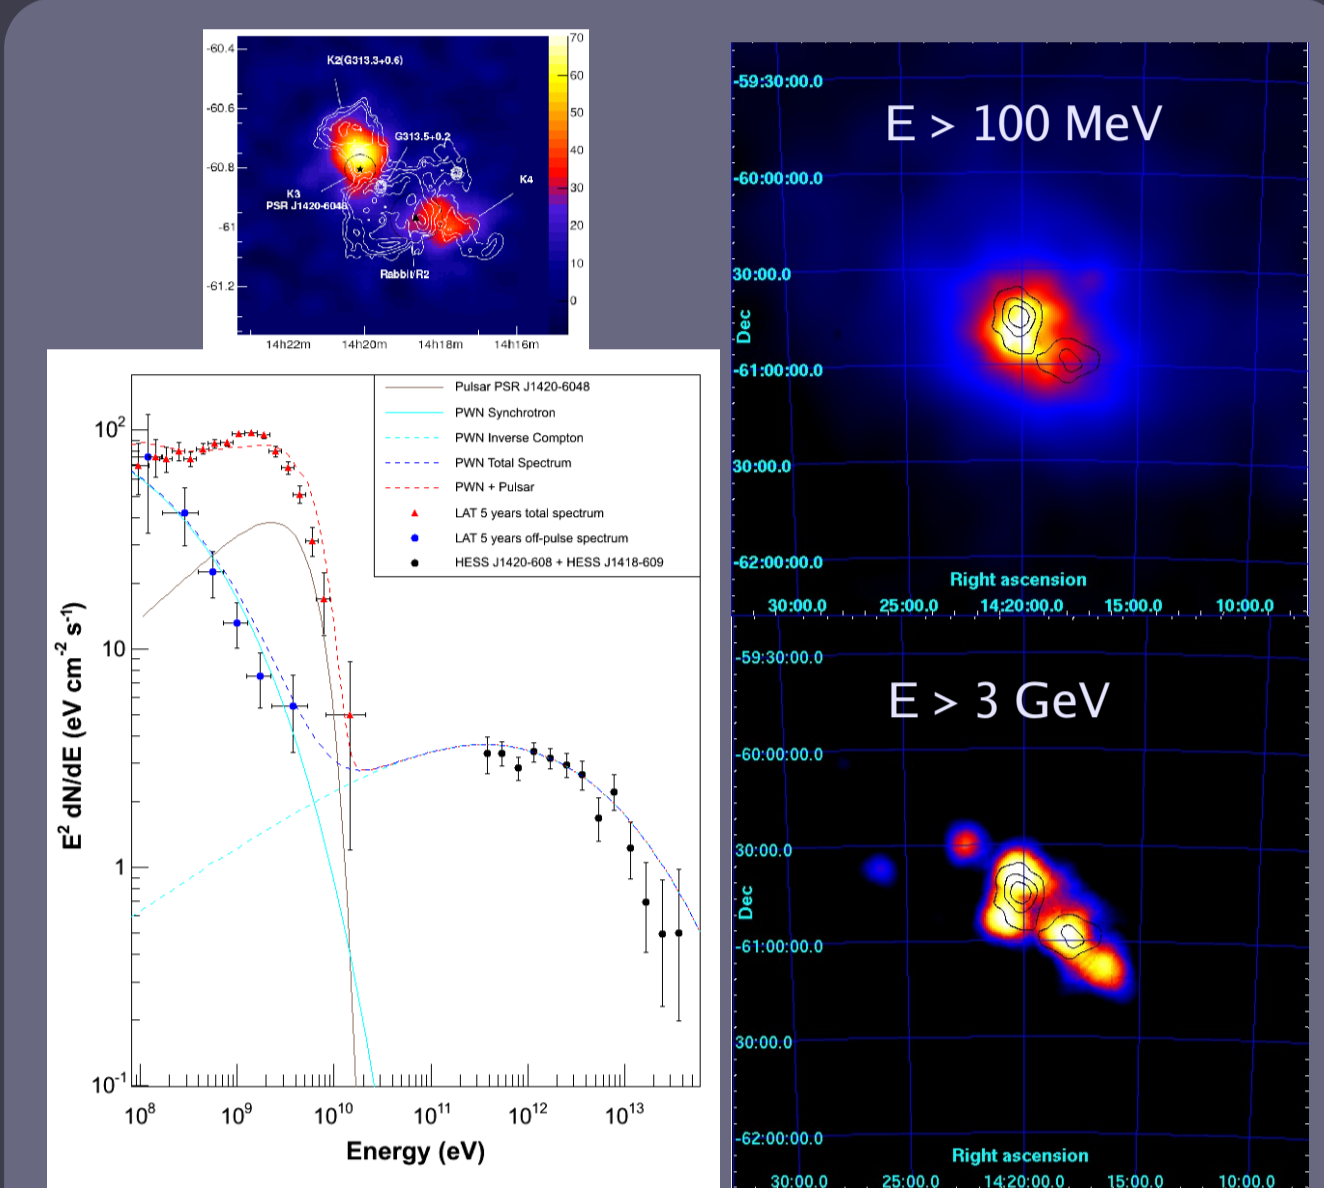 -60.4
-60.6
-60.8
-61
-61.2
K2(G313.3+0.6)
G313.5+0.2
K3
PSR J1420-6048
K4
Rabbit/R2
70
60
50
40
30
20
10
0
14h22m 14h20m 14h18m 14h16m
Pulsar PSR J1420-6048
PWN Synchrotron
PWN Inverse Compton
PWN Total Spectrum
PWN + Pulsar
LAT 5 years total spectrum
LAT 5 years off-pulse spectrum
HESS J1420-608 + HESS J1418-609
E² dN/dE (eV cm⁻² s⁻¹)
10²
10
1
10⁻¹
10⁸ 10⁹ 10¹⁰ 10¹¹ 10¹² 10¹³
Energy (eV)
E > 100 MeV
-59:30:00.0
-60:00:00.0
30:00.0
-61:00:00.0
30:00.0
-62:00:00.0
Dec
Right ascension
30:00.0 25:00.0 14:20:00.0 15:00.0 10:00.0
E > 3 GeV
-59:30:00.0
-60:00:00.0
30:00.0
-61:00:00.0
30:00.0
-62:00:00.0
Dec
Right ascension
30:00.0 25:00.0 14:20:00.0 15:00.0 10:00.0